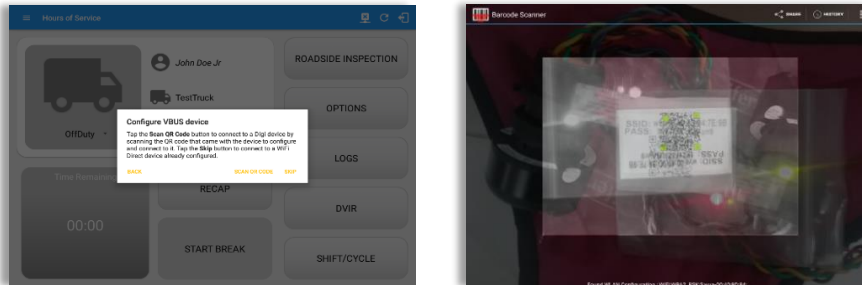 Hours of Service
John Doe Jr
TestTruck
OffDuty
Configure VBUS device
Tap the Scan QR Code button to connect to a Digi device by
scanning the QR code that came with the device to configure
and connect to it. Tap the Skip button to connect to a WiFi
Direct device already configured.
BACK
SCAN QR CODE
SKIP
Time Remaining
00:00
RECAP
START BREAK
ROADSIDE INSPECTION
OPTIONS
LOGS
DVIR
SHIFT/CYCLE
Barcode Scanner
SHARE
HISTORY
SSID:
PASS: